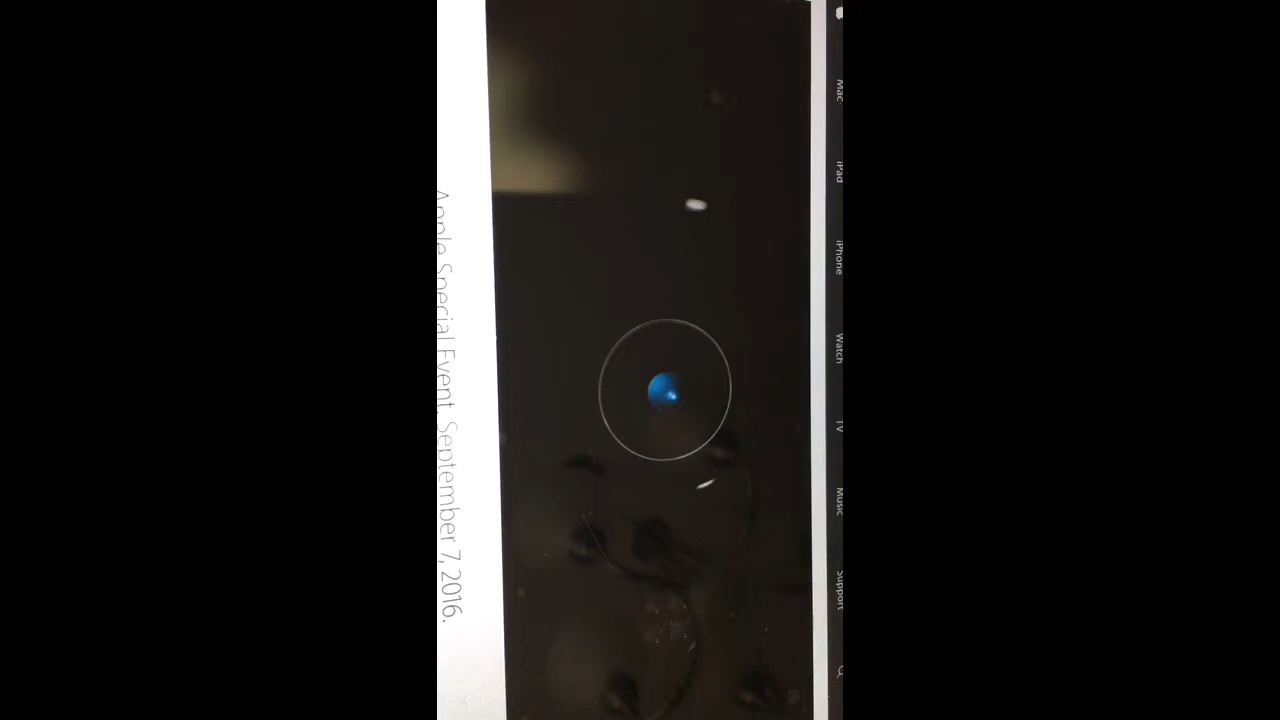 Mac
iPad
iPhone
Watch
TV
Music
Support
Apple Special Event. September 7, 2016.